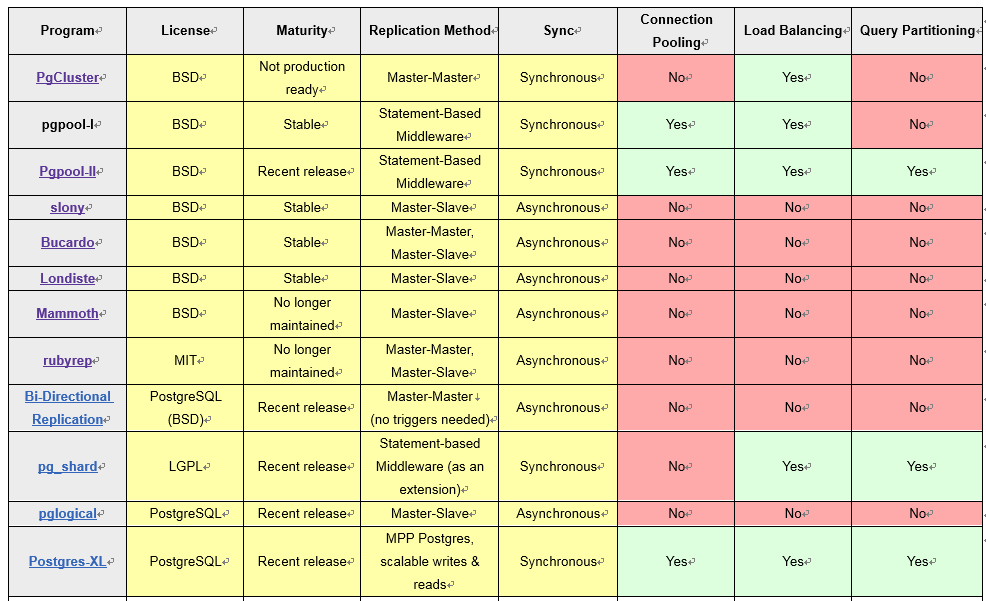 Program License Maturity Replication Method Sync Connection Pooling Load Balancing Query Partitioning
PgCluster BSD Not production ready Master-Master Synchronous No Yes No
pgpool-I BSD Stable Statement-Based Middleware Synchronous Yes Yes No
Pgpool-II BSD Recent release Statement-Based Middleware Synchronous Yes Yes Yes
slony BSD Stable Master-Slave Asynchronous No No No
Bucardo BSD Stable Master-Master, Master-Slave Asynchronous No No No
Londiste BSD Stable Master-Slave Asynchronous No No No
Mammoth BSD No longer maintained Master-Slave Asynchronous No No No
rubyrep MIT No longer maintained Master-Master, Master-Slave Asynchronous No No No
Bi-Directional Replication PostgreSQL (BSD) Recent release Master-Master (no triggers needed) Asynchronous No No No
pg_shard LGPL Recent release Statement-based Middleware (as an extension) Synchronous No Yes Yes
pglogical PostgreSQL Recent release Master-Slave Asynchronous No No No
Postgres-XL PostgreSQL Recent release MPP Postgres, scalable writes & reads Synchronous Yes Yes Yes